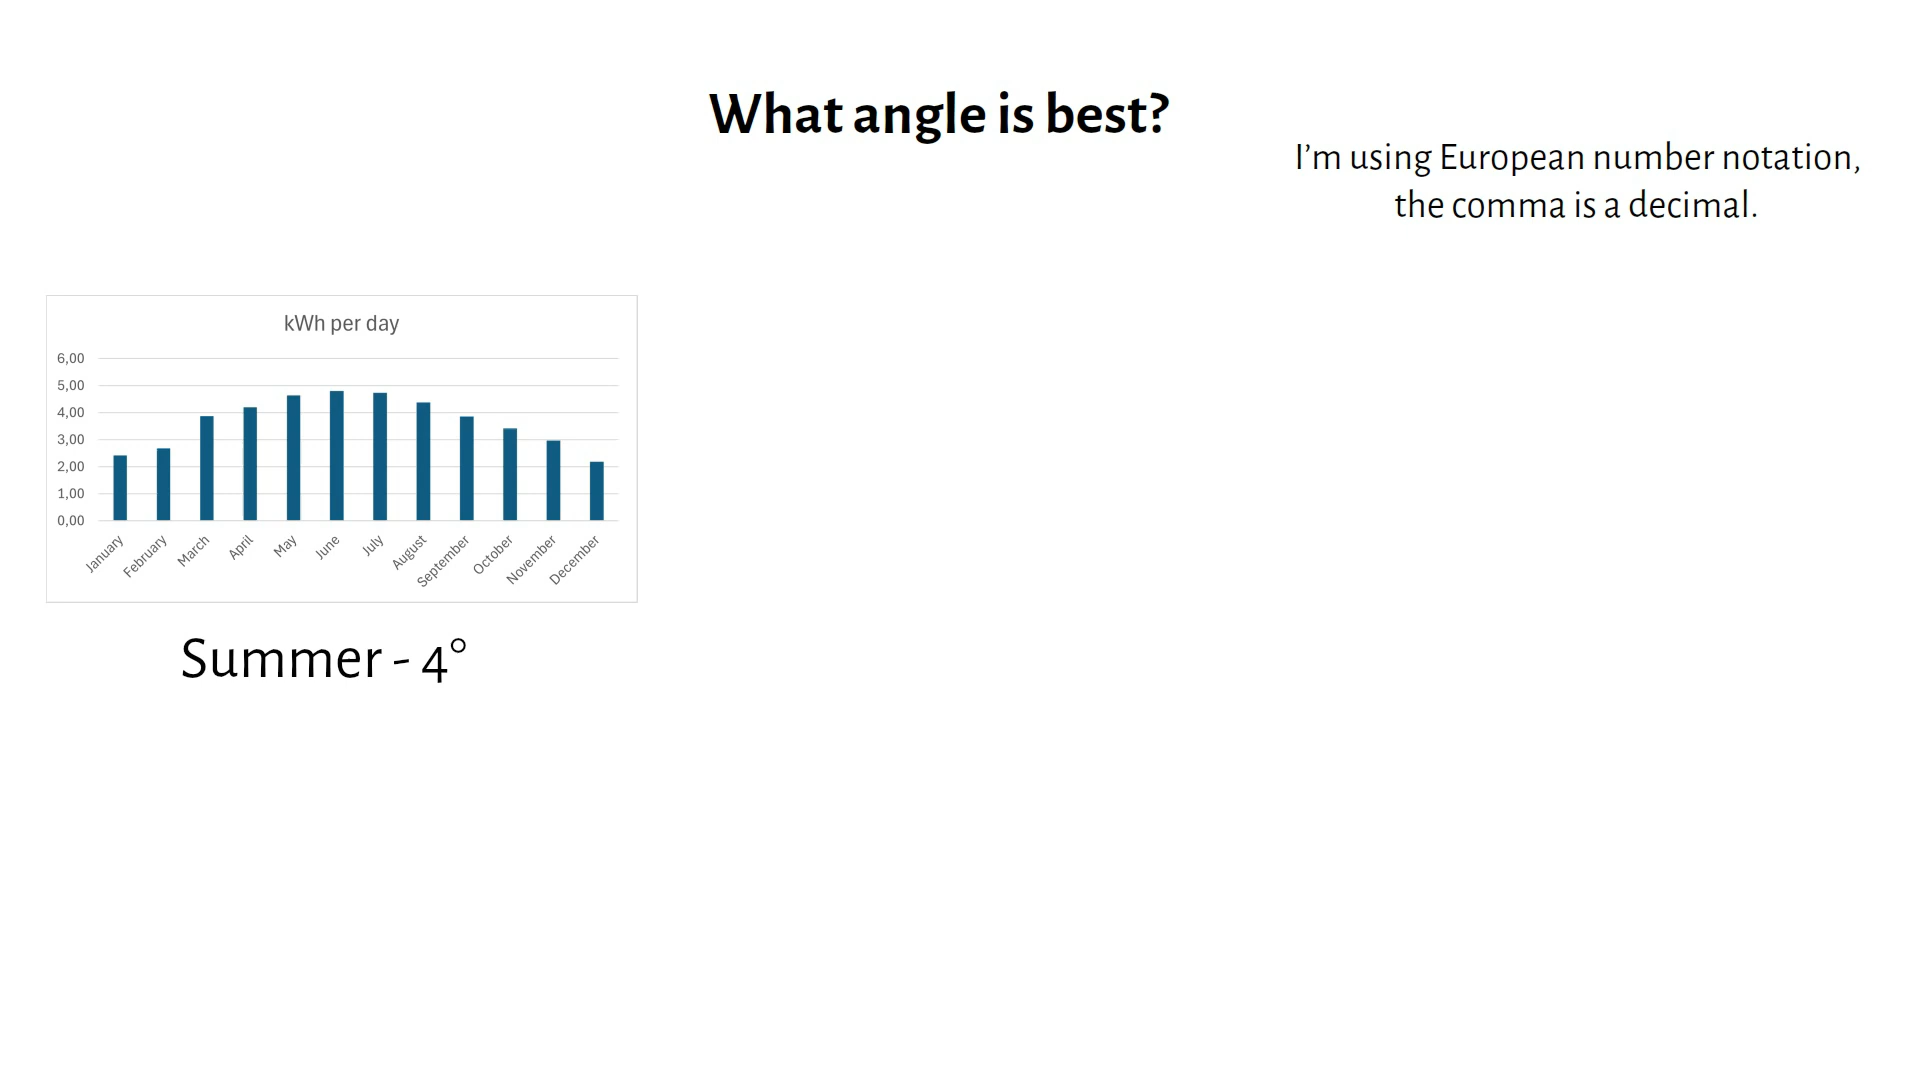 What angle is best?
I'm using European number notation,
the comma is a decimal.
kWh per day
6,00
5,00
4,00
3,00
2,00
1,00
0,00
January
February
March
April
May
June
July
August
September
October
November
December
Summer - 4°